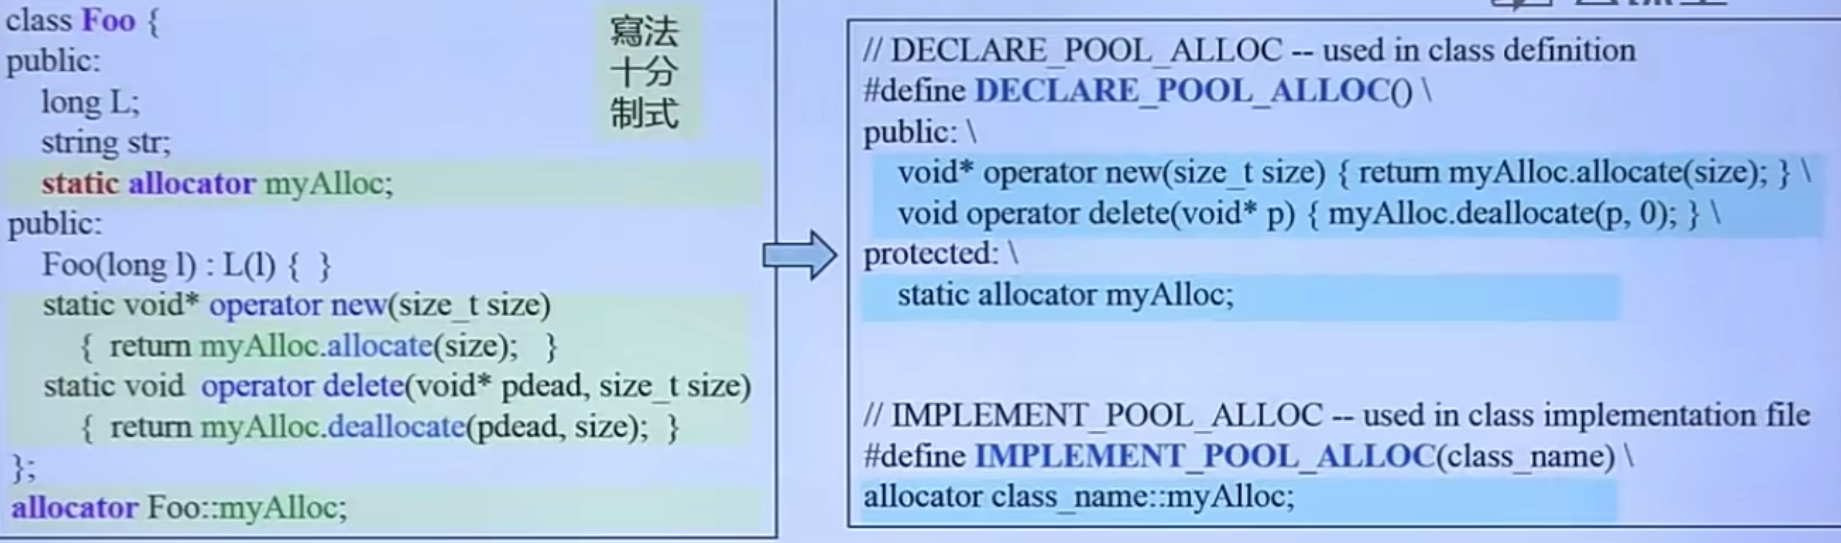 class Foo {
public:
long L;
string str;
static allocator myAlloc;
public:
Foo(long l) : L(l) { }
static void* operator new(size_t size)
{ return myAlloc.allocate(size); }
static void operator delete(void* pdead, size_t size)
{ return myAlloc.deallocate(pdead, size); }
};
allocator Foo::myAlloc;
寫法
十分
制式
// DECLARE_POOL_ALLOC -- used in class definition
#define DECLARE_POOL_ALLOC() \
public: \
void* operator new(size_t size) { return myAlloc.allocate(size); } \
void operator delete(void* p) { myAlloc.deallocate(p, 0); } \
protected: \
static allocator myAlloc;
// IMPLEMENT_POOL_ALLOC -- used in class implementation file
#define IMPLEMENT_POOL_ALLOC(class_name) \
allocator class_name::myAlloc;